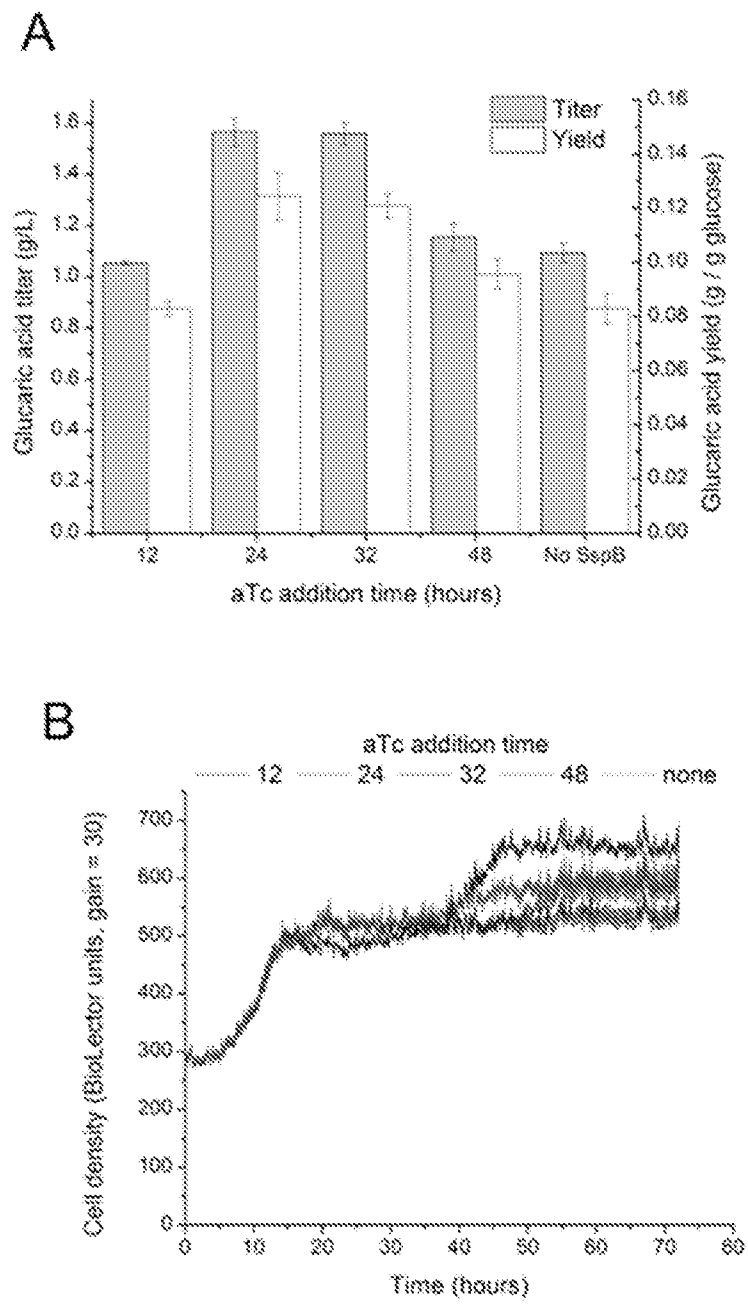 A
Titer
Yield
Glucaric acid titer (g/L)
1.6
1.4
1.2
1.0
0.8
0.6
0.4
0.2
0.0
0.16
0.14
0.12
0.10
0.08
0.06
0.04
0.02
0.00
Glucaric acid yield (g / g glucose)
12 24 32 48 No SspB
aTc addition time (hours)
B
aTc addition time
12 24 32 48 none
Cell density (BioLector units, gain = 30)
700
600
500
400
300
200
100
0
0 10 20 30 40 50 60 70 80
Time (hours)